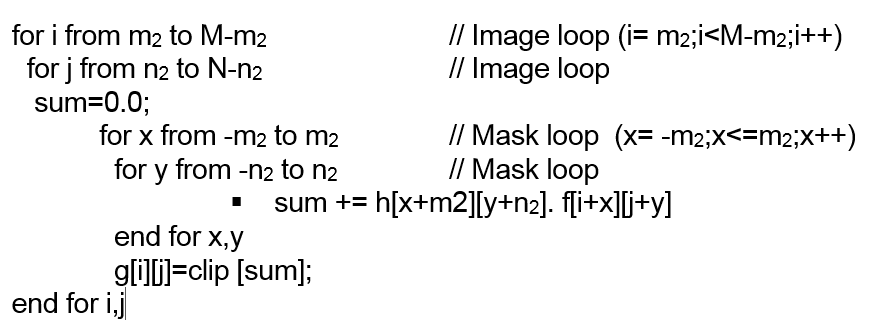 for i from m₂ to M-m₂ // Image loop (i= m₂;i<M-m₂;i++)
for j from n₂ to N-n₂ // Image loop
sum=0.0;
for x from -m₂ to m₂ // Mask loop (x= -m₂;x<=m₂;x++)
for y from -n₂ to n₂ // Mask loop
▪ sum += h[x+m2][y+n₂]. f[i+x][j+y]
end for x,y
g[i][j]=clip [sum];
end for i,j